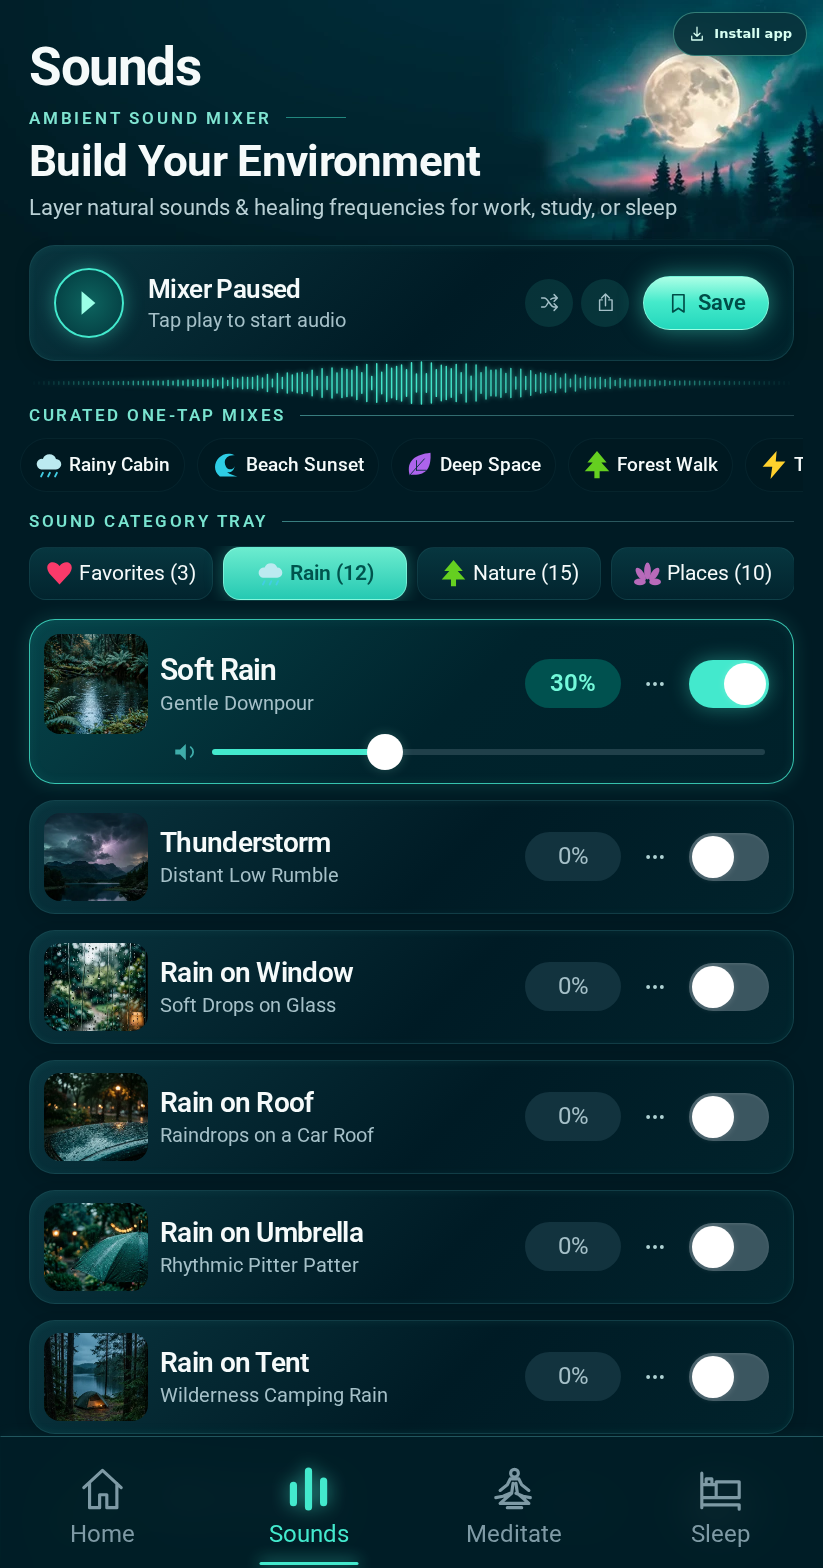 Install app
Sounds
AMBIENT SOUND MIXER
Build Your Environment
Layer natural sounds & healing frequencies for work, study, or sleep
Mixer Paused
Tap play to start audio
Save
CURATED ONE-TAP MIXES
Rainy Cabin
Beach Sunset
Deep Space
Forest Walk
SOUND CATEGORY TRAY
Favorites (3)
Rain (12)
Nature (15)
Places (10)
Soft Rain
Gentle Downpour
30%
Thunderstorm
Distant Low Rumble
0%
Rain on Window
Soft Drops on Glass
0%
Rain on Roof
Raindrops on a Car Roof
0%
Rain on Umbrella
Rhythmic Pitter Patter
0%
Rain on Tent
Wilderness Camping Rain
0%
Home
Sounds
Meditate
Sleep